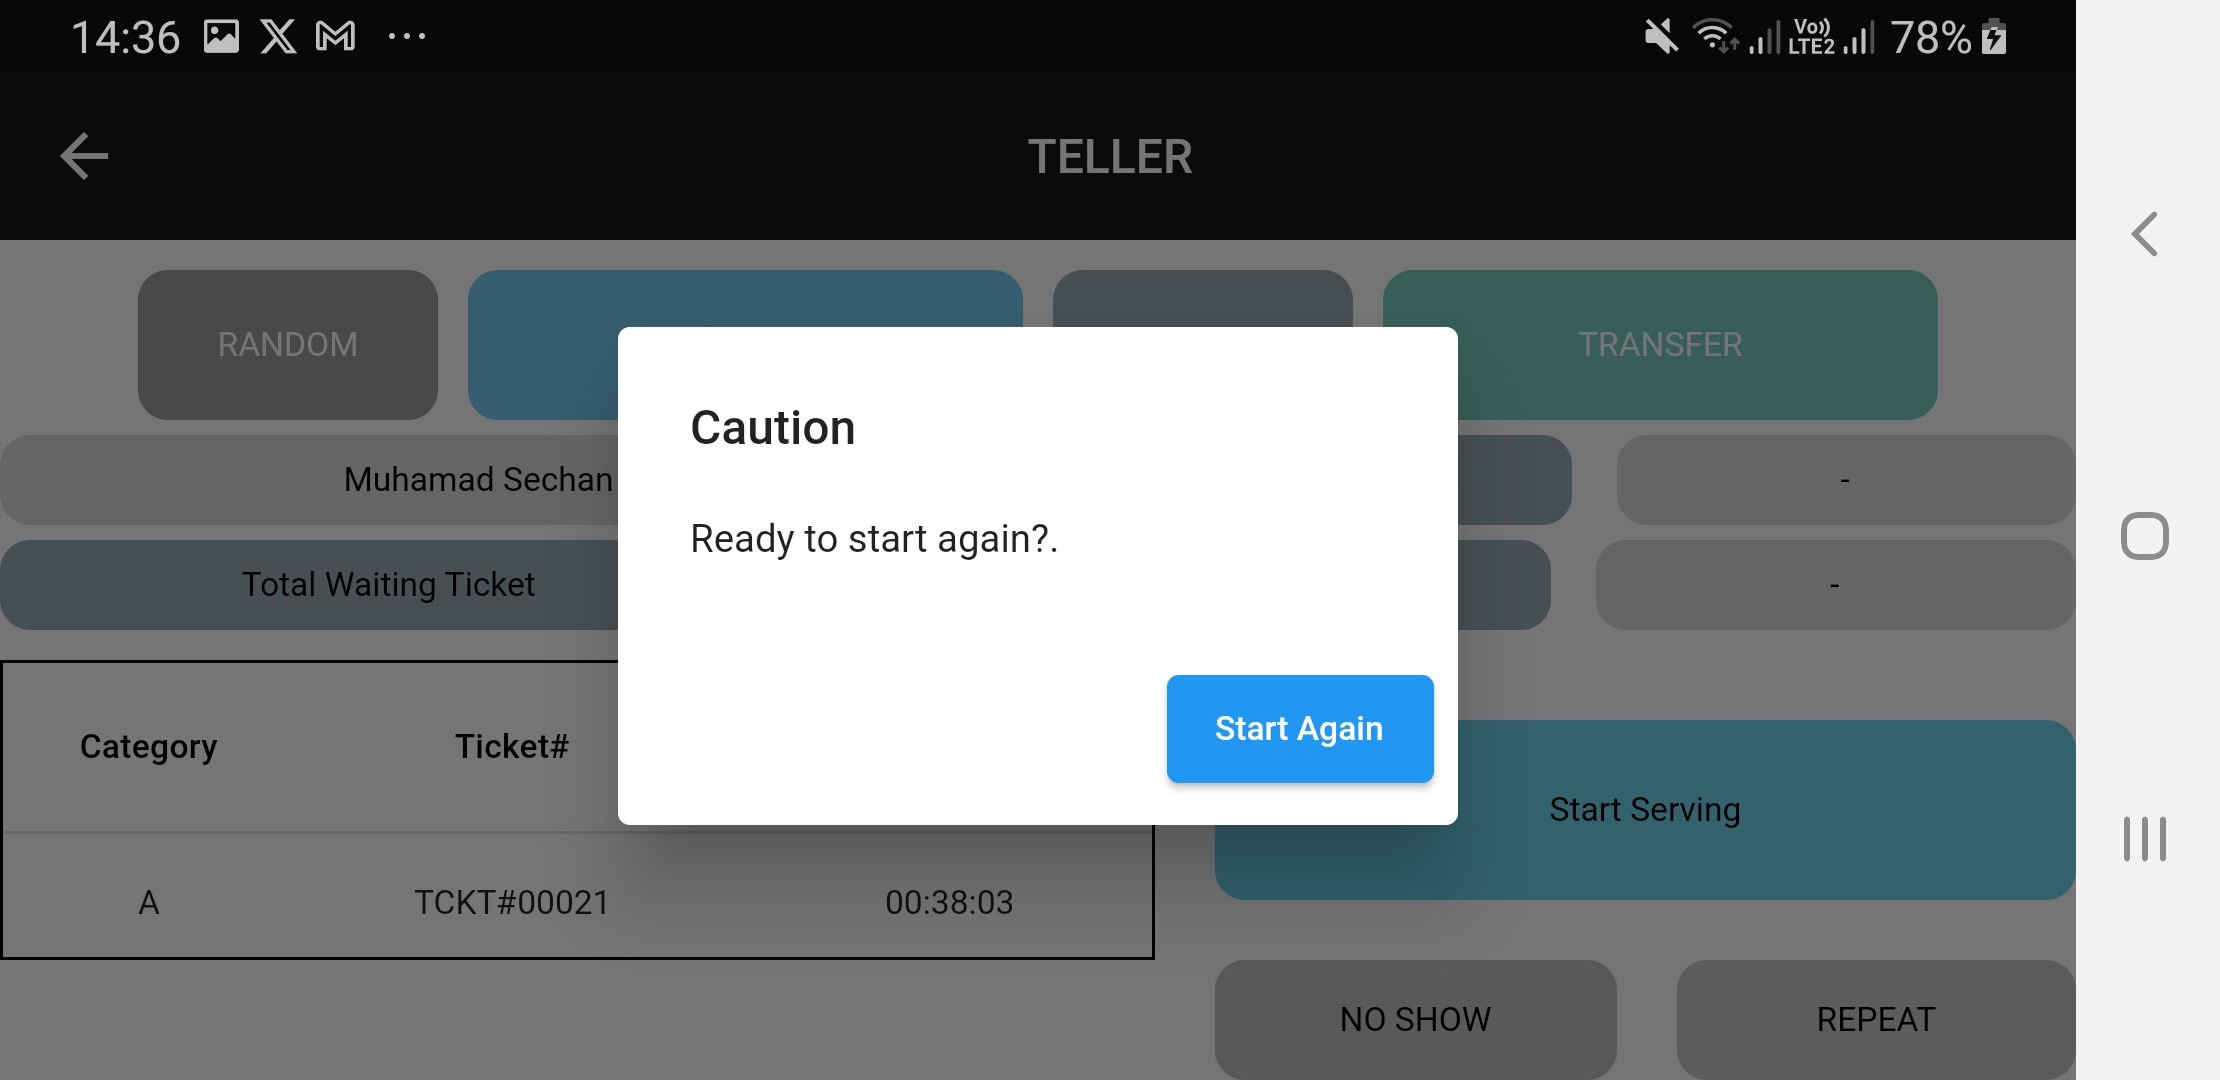 14:36
Vo)) LTE2
78%
TELLER
RANDOM
TRANSFER
Caution
Ready to start again?.
Start Again
Muhamad Sechan
-
Total Waiting Ticket
-
Category Ticket#
A TCKT#00021 00:38:03
Start Serving
NO SHOW
REPEAT